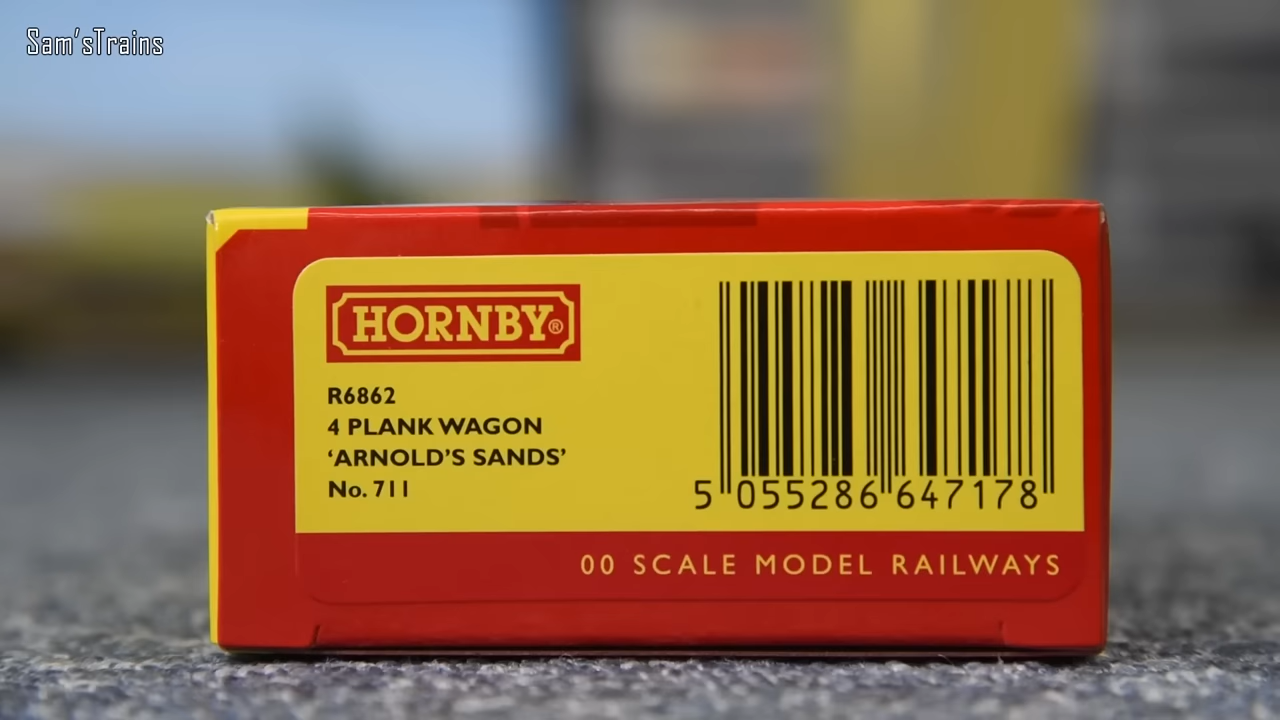 Sam'sTrains
HORNBY®
R6862
4 PLANK WAGON
‘ARNOLD’S SANDS’
No. 711
5 055286 647178
00 SCALE MODEL RAILWAYS